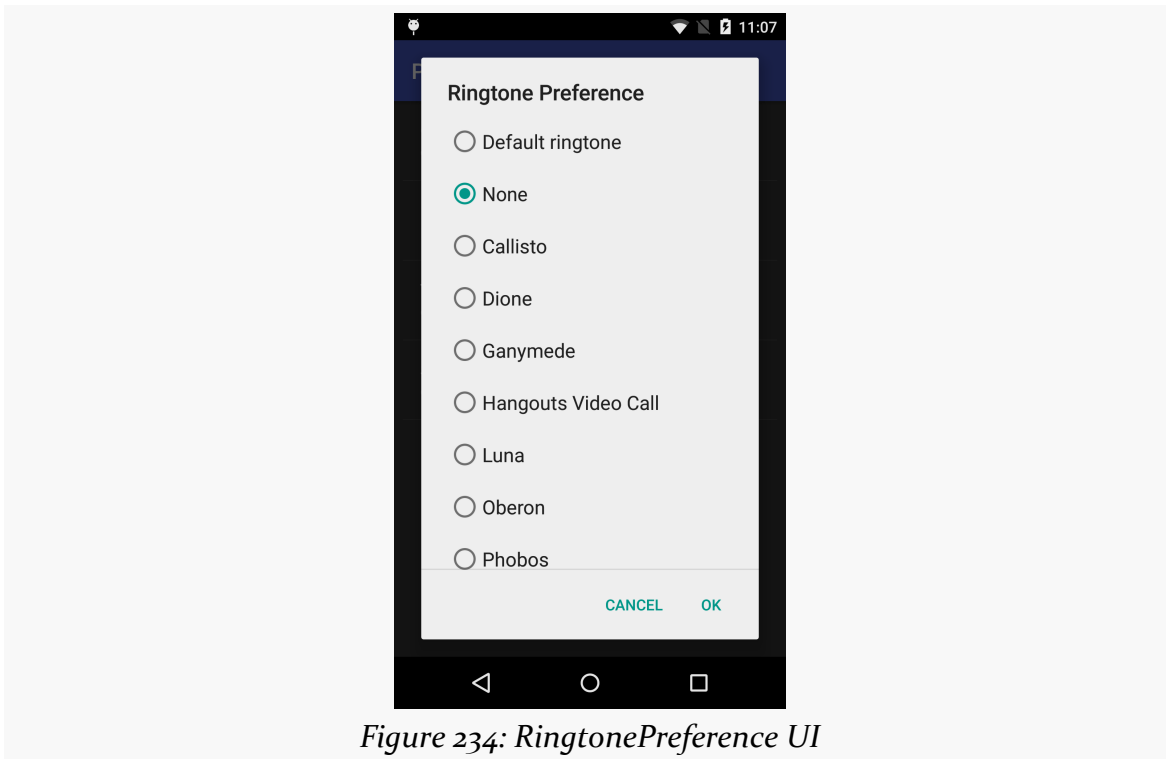 11:07
Ringtone Preference
Default ringtone
None
Callisto
Dione
Ganymede
Hangouts Video Call
Luna
Oberon
Phobos
CANCEL OK
Figure 234: RingtonePreference UI